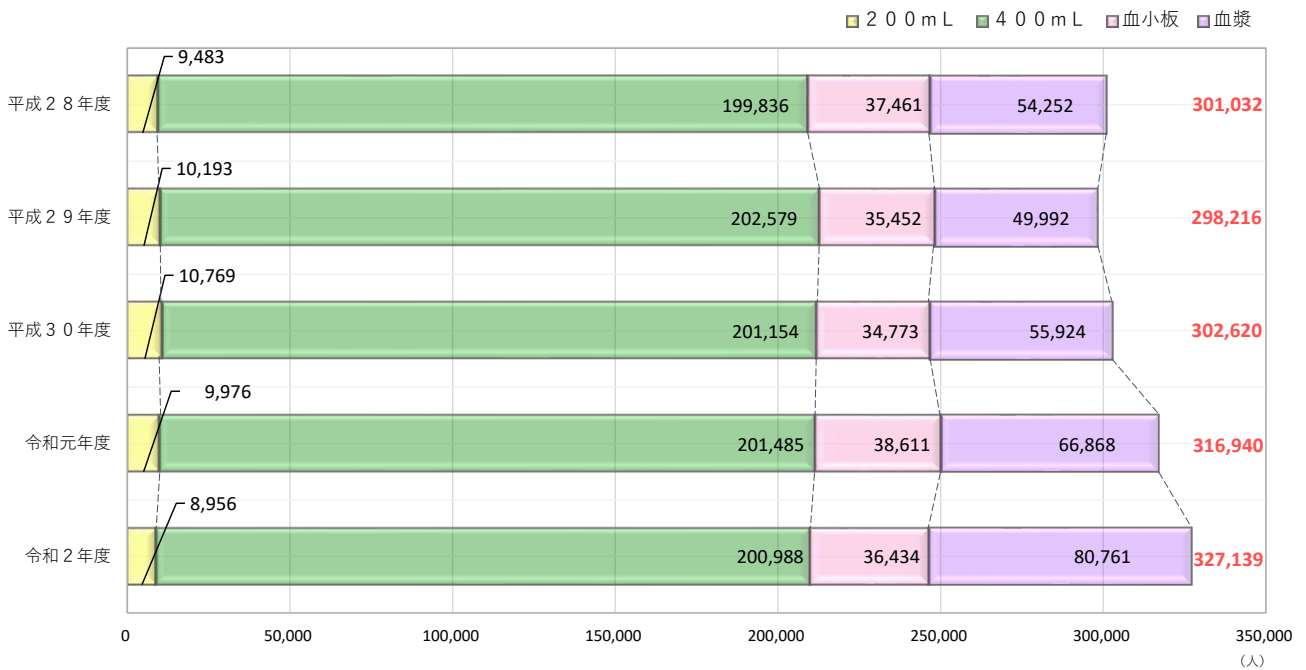 ２００ｍＬ ４００ｍＬ 血小板 血漿
9,483
平成２８年度 199,836 37,461 54,252 301,032
10,193
平成２９年度 202,579 35,452 49,992 298,216
10,769
平成３０年度 201,154 34,773 55,924 302,620
9,976
令和元年度 201,485 38,611 66,868 316,940
8,956
令和２年度 200,988 36,434 80,761 327,139
0 50,000 100,000 150,000 200,000 250,000 300,000 350,000
（人）